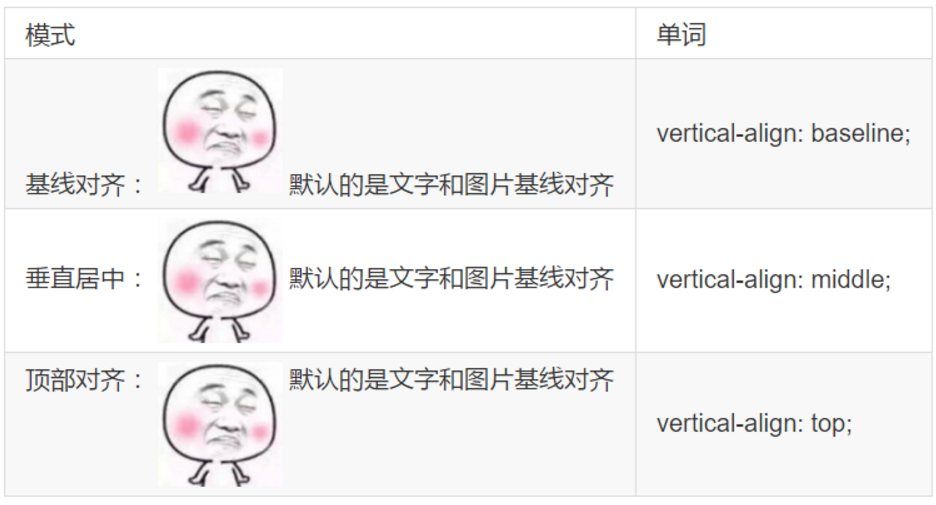 模式 单词
基线对齐： 默认的是文字和图片基线对齐 vertical-align: baseline;
垂直居中： 默认的是文字和图片基线对齐 vertical-align: middle;
顶部对齐： 默认的是文字和图片基线对齐 vertical-align: top;